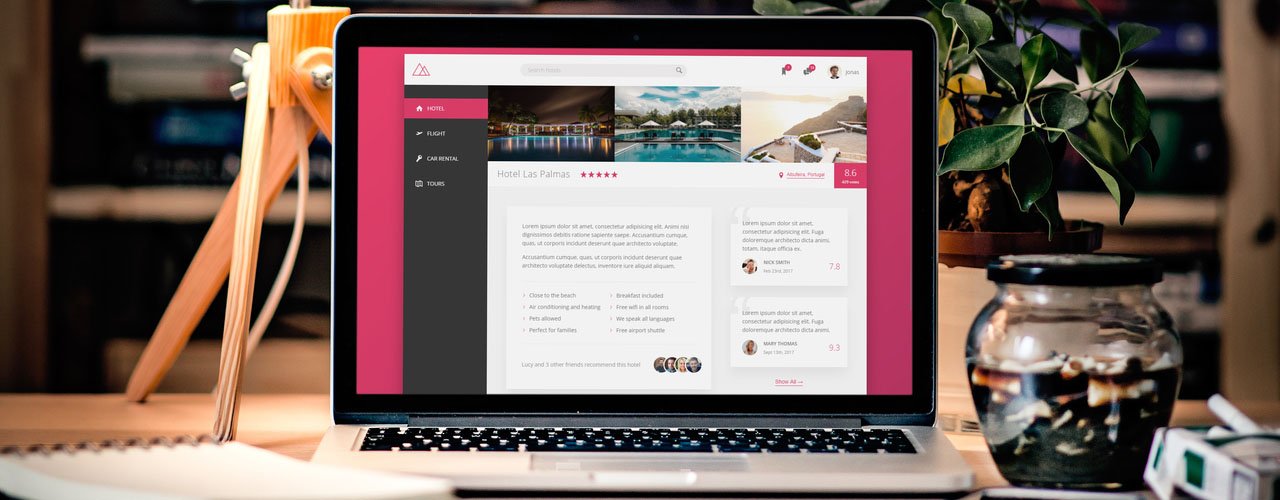 Search hotels
Jonas
HOTEL
FLIGHT
CAR RENTAL
TOURS
Hotel Las Palmas
Albufeira, Portugal
8.6
429 votes
Lorem ipsum dolor sit amet, consectetur adipisicing elit. Animi nisi
dignissimos debitis ratione sapiente saepe. Accusantium cumque,
quas, ut corporis incidunt deserunt quae architecto voluptate.
Accusantium cumque, quas, ut corporis incidunt deserunt quae
architecto voluptate delectus, inventore iure aliquid aliquam.
Close to the beach
Air conditioning and heating
Pets allowed
Perfect for families
Breakfast included
Free wifi in all rooms
We speak all languages
Free airport shuttle
Lucy and 3 other friends recommend this hotel
Lorem ipsum dolor sit amet,
consectetur adipisicing elit. Fuga
doloremque architecto dicta animi,
totam, itaque officia ex.
NICK SMITH
Feb 23rd, 2017
7.8
Lorem ipsum dolor sit amet,
consectetur adipisicing elit. Fuga
doloremque architecto dicta animi.
MARY THOMAS
Sept 13th, 2017
9.3
Show All →